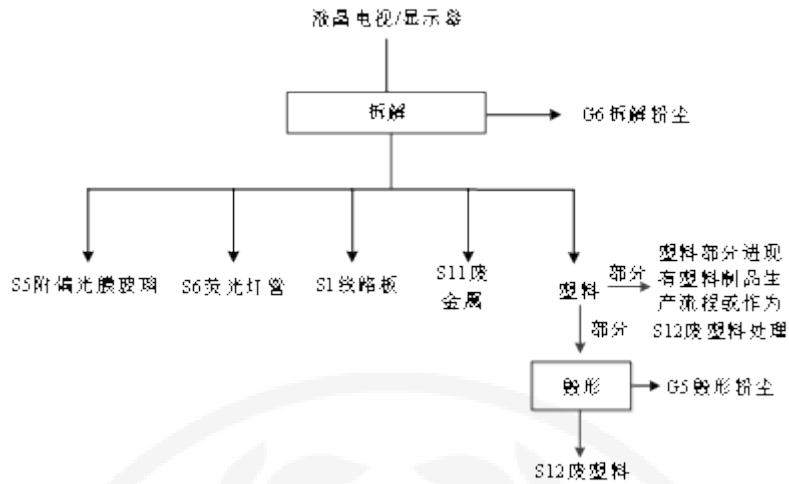 液晶电视/显示器
拆解
G6拆解粉尘
S5附偏光膜玻璃
S6荧光灯管
S1线路板
S11废
金属
塑料
部分
塑料部分进现
有塑料制品生
产流程或作为
S12废塑料处理
部分
毁形
G5毁形粉尘
S12废塑料